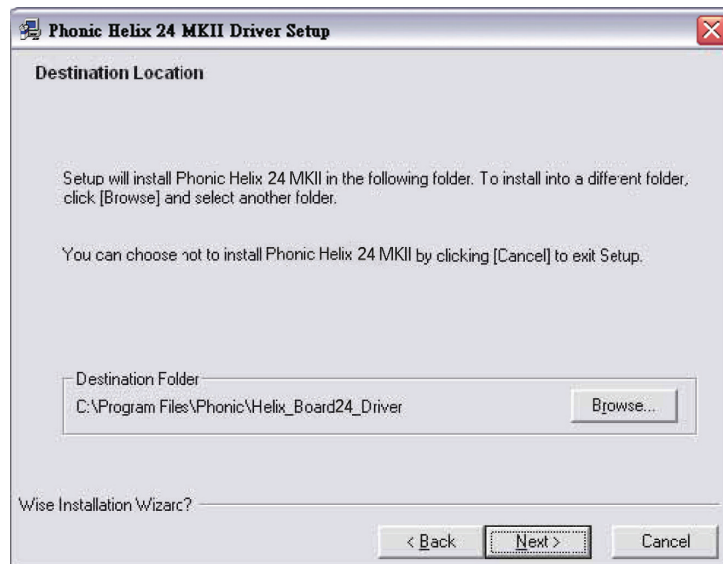 Phonic Helix 24 MKII Driver Setup
Destination Location
Setup will install Phonic Helix 24 MKII in the following folder. To install into a different folder,
click [Browse] and select another folder.
You can choose not to install Phonic Helix 24 MKII by clicking [Cancel] to exit Setup.
Destination Folder
C:\Program Files\Phonic\Helix_Board24_Driver
Browse...
Wise Installation Wizard?
< Back
Next >
Cancel